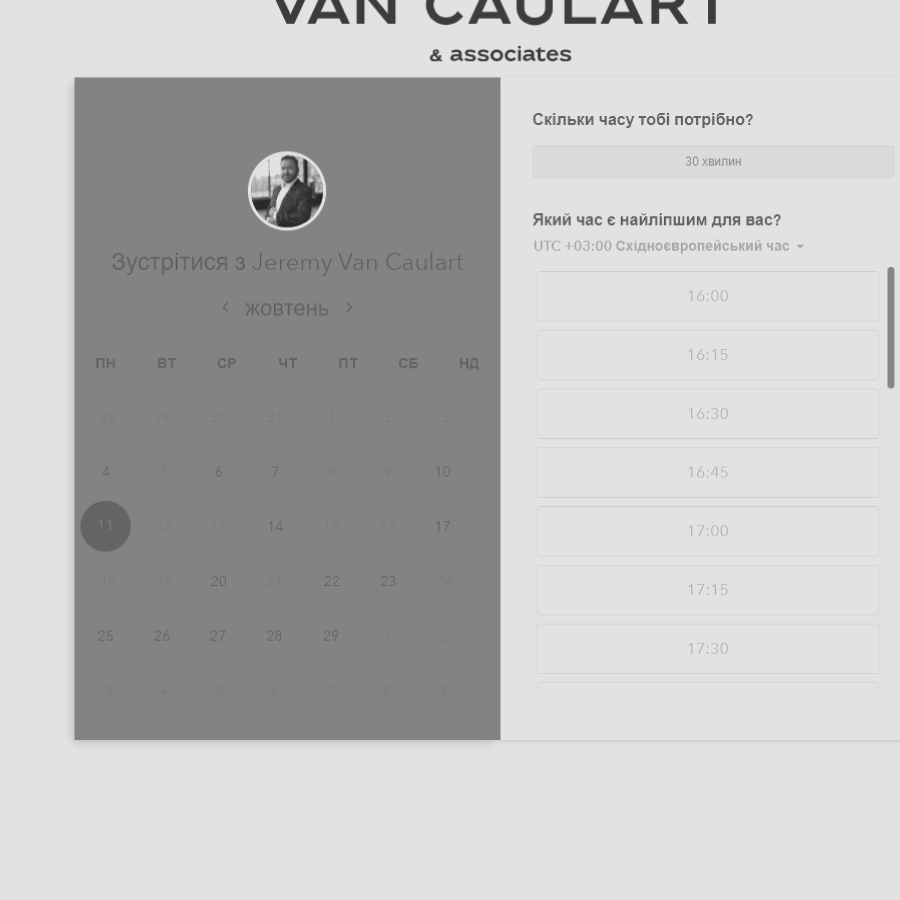 VAN CAULART
& associates
Зустрітися з Jeremy Van Caulart
жовтень
ПН ВТ СР ЧТ ПТ СБ НД
28 29 30 31 1 2 3
4 5 6 7 8 9 10
11 12 13 14 15 16 17
18 19 20 21 22 23 24
25 26 27 28 29 1 2
3 4 5 6 7 8 9
Скільки часу тобі потрібно?
30 хвилин
Який час є найліпшим для вас?
UTC +03:00 Східноєвропейський час
16:00
16:15
16:30
16:45
17:00
17:15
17:30